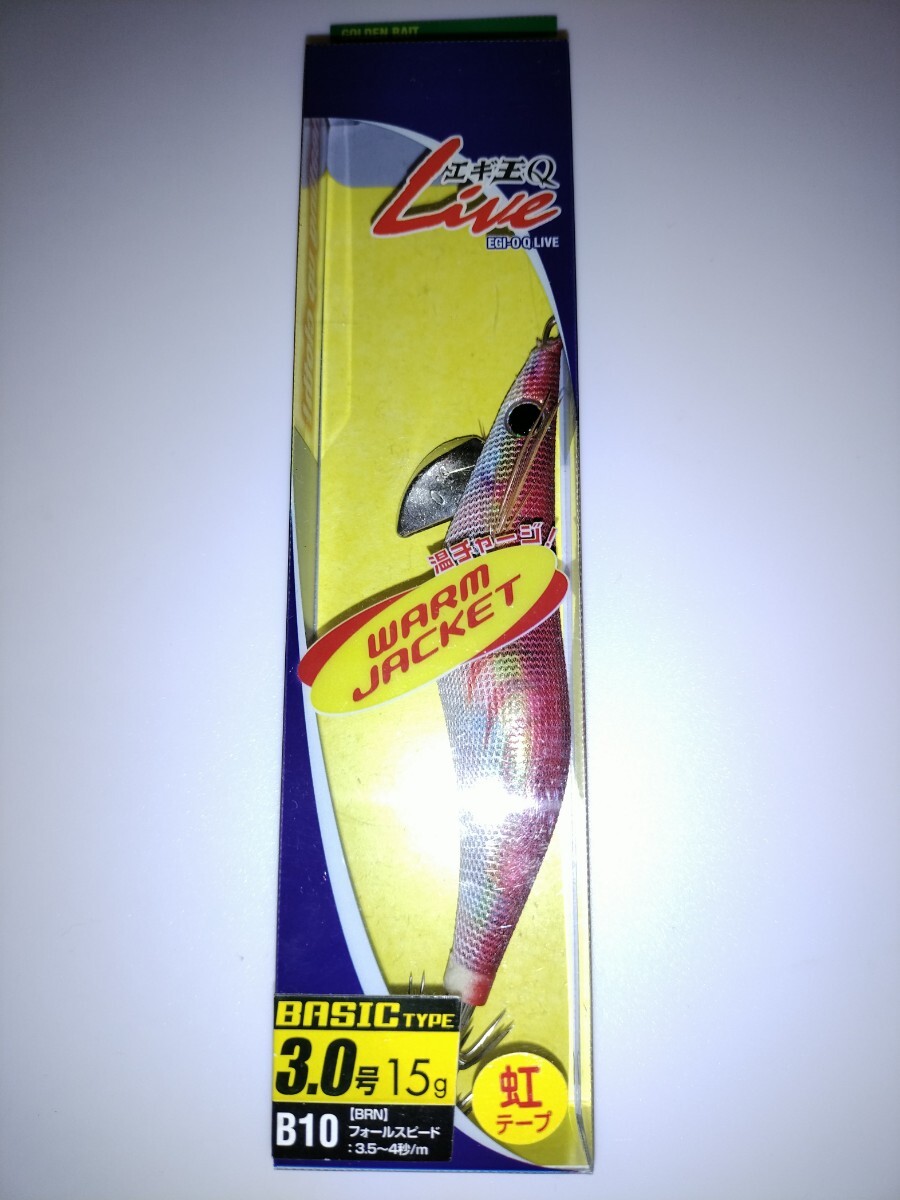 GOLDEN BAIT
エギ王Q
Live
EGI-O Q LIVE
温チャージ!
WARM
JACKET
BASIC TYPE
3.0号 15g
B10
【BRN】
フォールスピード
:3.5〜4秒/m
虹
テープ